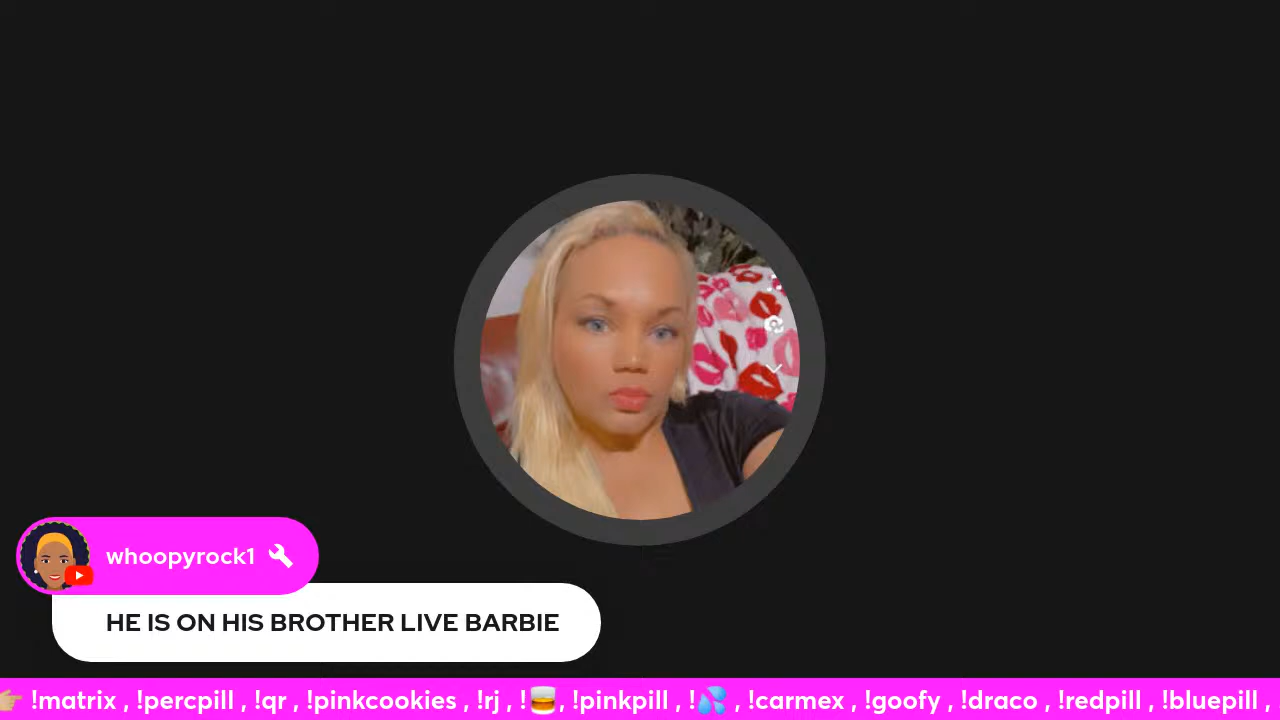 whoopyrock1
HE IS ON HIS BROTHER LIVE BARBIE
👉🏼 !matrix , !percpill , !qr , !pinkcookies , !rj , !🥃 , !pinkpill , !💦 , !carmex , !goofy , !draco , !redpill , !bluepill ,